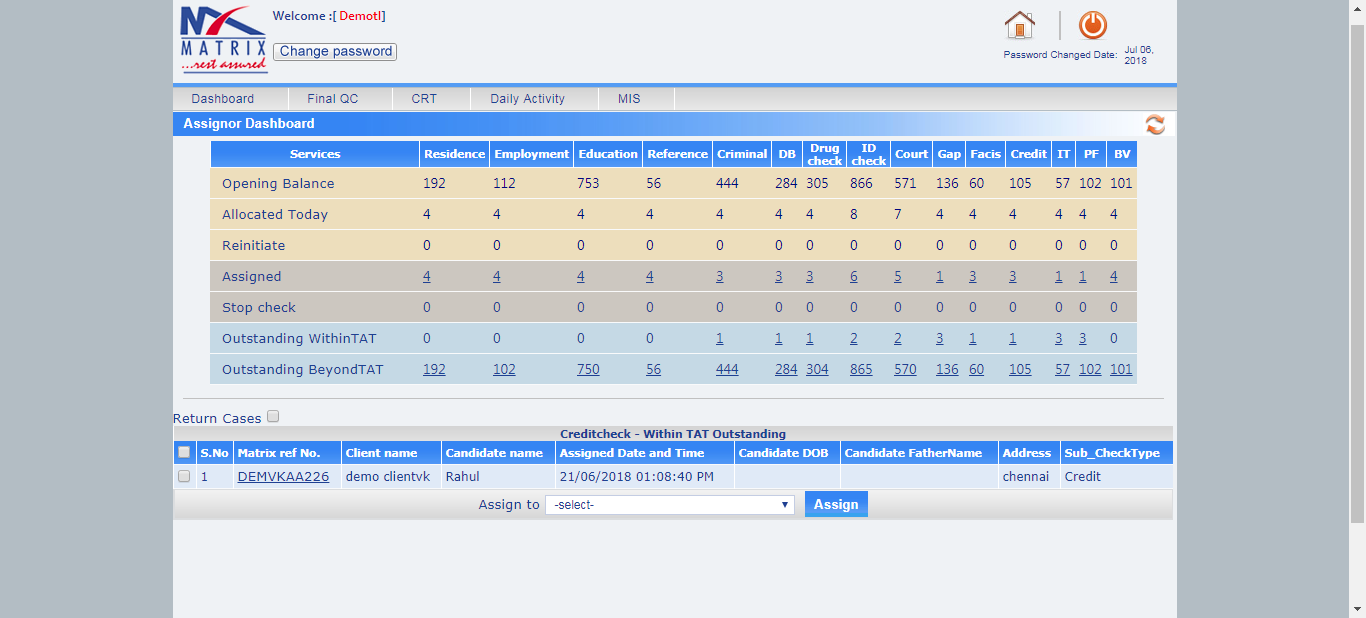 Welcome :[ Demotl]
MATRIX
...rest assured
Change password
Password Changed Date: Jul 06, 2018
Dashboard Final QC CRT Daily Activity MIS
Assignor Dashboard
Services Residence Employment Education Reference Criminal DB Drug check ID check Court Gap Facis Credit IT PF BV
Opening Balance 192 112 753 56 444 284 305 866 571 136 60 105 57 102 101
Allocated Today 4 4 4 4 4 4 4 8 7 4 4 4 4 4 4
Reinitiate 0 0 0 0 0 0 0 0 0 0 0 0 0 0 0
Assigned 4 4 4 4 3 3 3 6 5 1 3 3 1 1 4
Stop check 0 0 0 0 0 0 0 0 0 0 0 0 0 0 0
Outstanding WithinTAT 0 0 0 0 1 1 1 2 2 3 1 1 3 3 0
Outstanding BeyondTAT 192 102 750 56 444 284 304 865 570 136 60 105 57 102 101
Return Cases
Creditcheck - Within TAT Outstanding
S.No Matrix ref No. Client name Candidate name Assigned Date and Time Candidate DOB Candidate FatherName Address Sub_CheckType
1 DEMVKAA226 demo clientvk Rahul 21/06/2018 01:08:40 PM chennai Credit
Assign to -select- Assign